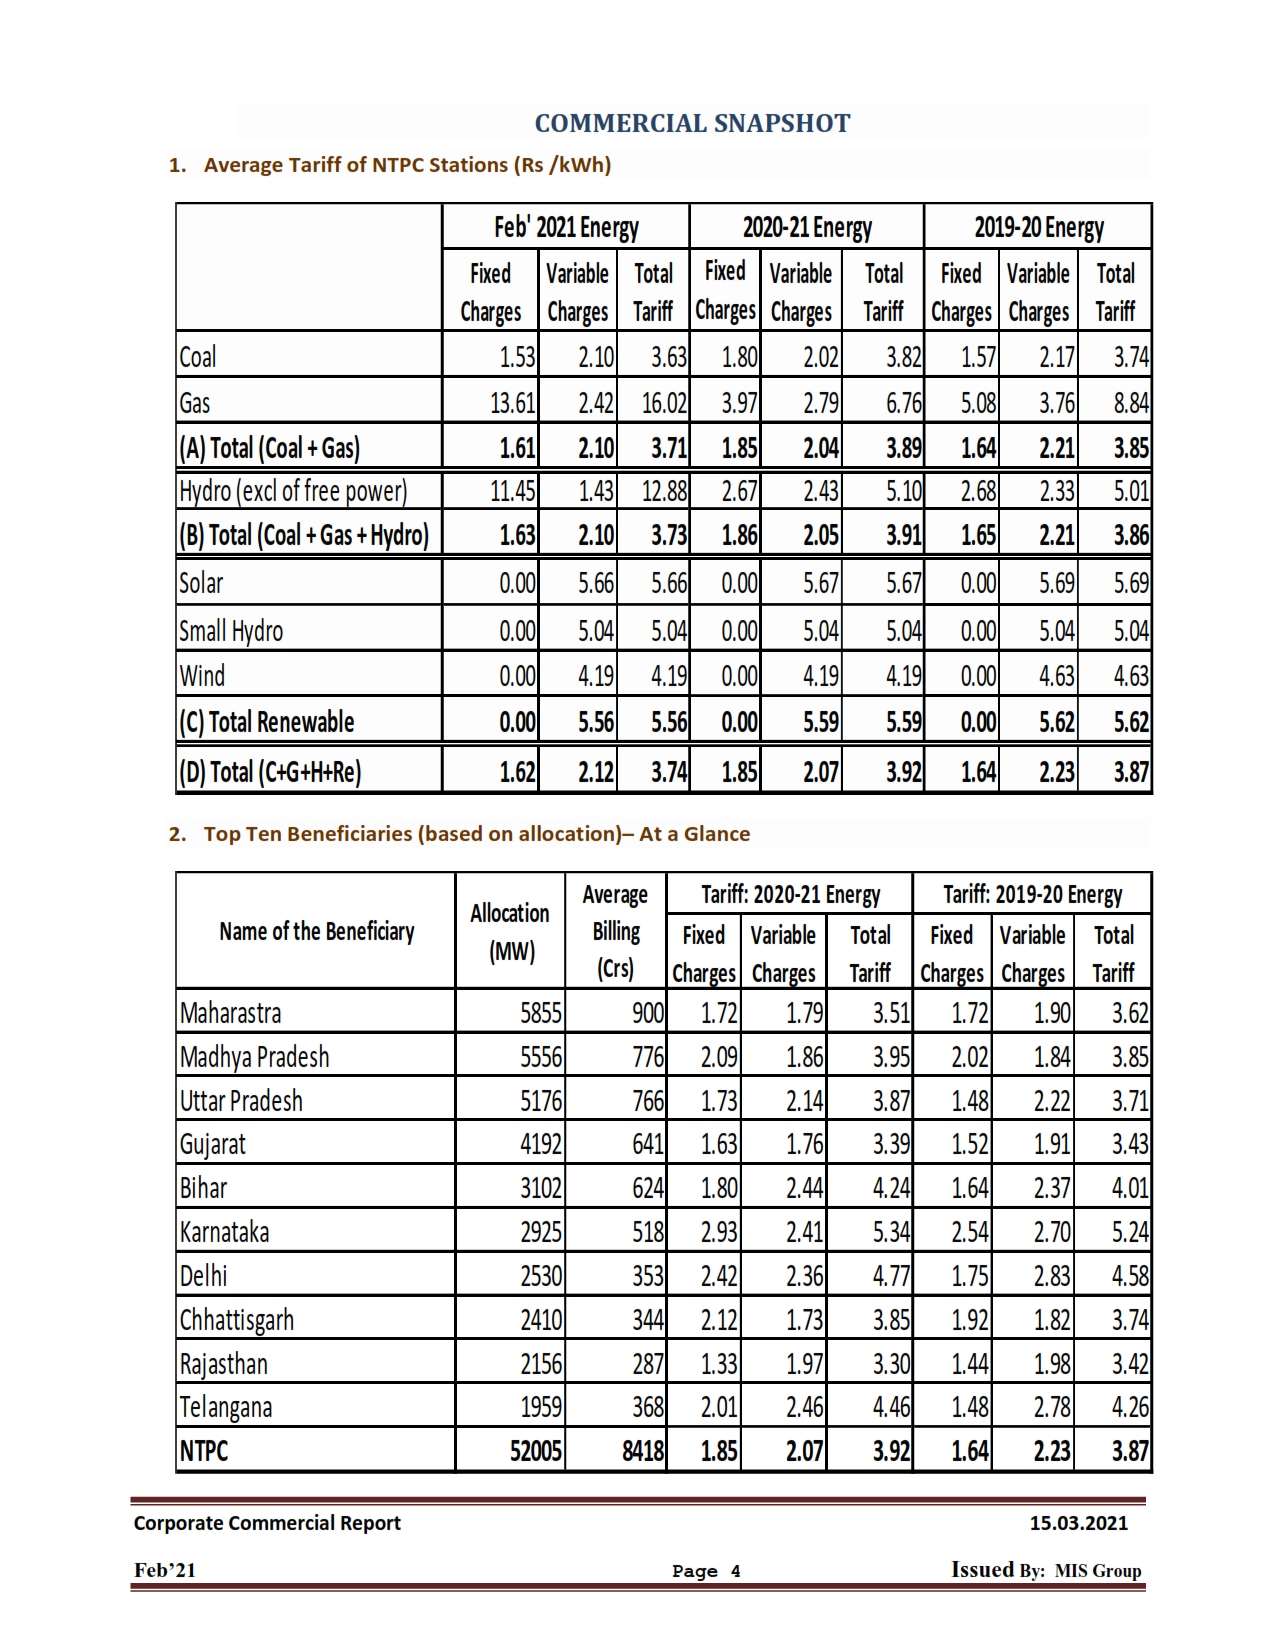 COMMERCIAL SNAPSHOT
1. Average Tariff of NTPC Stations (Rs /kWh)
Feb' 2021 Energy 2020-21 Energy 2019-20 Energy
Fixed Charges Variable Charges Total Tariff Fixed Charges Variable Charges Total Tariff Fixed Charges Variable Charges Total Tariff
Coal 1.53 2.10 3.63 1.80 2.02 3.82 1.57 2.17 3.74
Gas 13.61 2.42 16.02 3.97 2.79 6.76 5.08 3.76 8.84
(A) Total (Coal + Gas) 1.61 2.10 3.71 1.85 2.04 3.89 1.64 2.21 3.85
Hydro (excl of free power) 11.45 1.43 12.88 2.67 2.43 5.10 2.68 2.33 5.01
(B) Total (Coal + Gas + Hydro) 1.63 2.10 3.73 1.86 2.05 3.91 1.65 2.21 3.86
Solar 0.00 5.66 5.66 0.00 5.67 5.67 0.00 5.69 5.69
Small Hydro 0.00 5.04 5.04 0.00 5.04 5.04 0.00 5.04 5.04
Wind 0.00 4.19 4.19 0.00 4.19 4.19 0.00 4.63 4.63
(C) Total Renewable 0.00 5.56 5.56 0.00 5.59 5.59 0.00 5.62 5.62
(D) Total (C+G+H+Re) 1.62 2.12 3.74 1.85 2.07 3.92 1.64 2.23 3.87
2. Top Ten Beneficiaries (based on allocation)– At a Glance
Name of the Beneficiary Allocation (MW) Average Billing (Crs) Tariff: 2020-21 Energy Tariff: 2019-20 Energy
Fixed Charges Variable Charges Total Tariff Fixed Charges Variable Charges Total Tariff
Maharastra 5855 900 1.72 1.79 3.51 1.72 1.90 3.62
Madhya Pradesh 5556 776 2.09 1.86 3.95 2.02 1.84 3.85
Uttar Pradesh 5176 766 1.73 2.14 3.87 1.48 2.22 3.71
Gujarat 4192 641 1.63 1.76 3.39 1.52 1.91 3.43
Bihar 3102 624 1.80 2.44 4.24 1.64 2.37 4.01
Karnataka 2925 518 2.93 2.41 5.34 2.54 2.70 5.24
Delhi 2530 353 2.42 2.36 4.77 1.75 2.83 4.58
Chhattisgarh 2410 344 2.12 1.73 3.85 1.92 1.82 3.74
Rajasthan 2156 287 1.33 1.97 3.30 1.44 1.98 3.42
Telangana 1959 368 2.01 2.46 4.46 1.48 2.78 4.26
NTPC 52005 8418 1.85 2.07 3.92 1.64 2.23 3.87
Corporate Commercial Report 15.03.2021
Feb’21 Page 4 Issued By: MIS Group